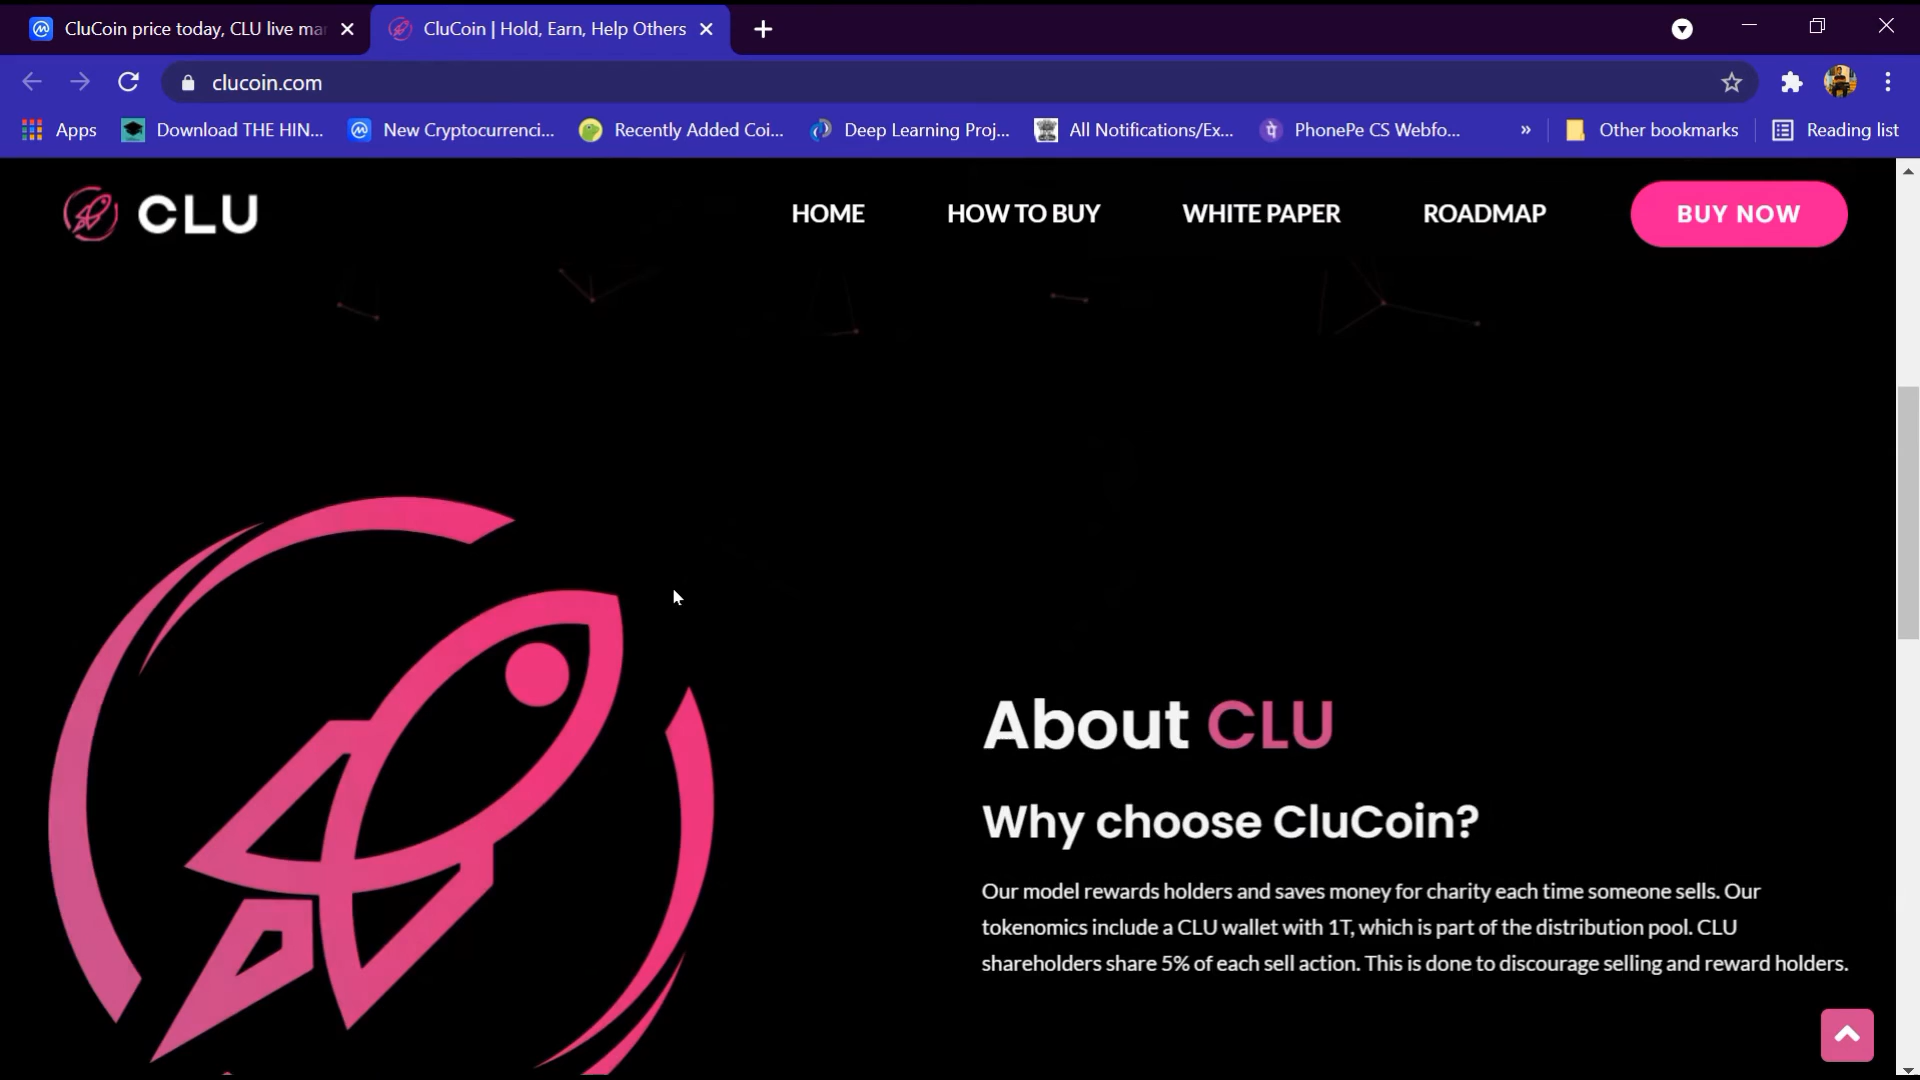 CluCoin price today, CLU live mar
CluCoin | Hold, Earn, Help Others
clucoin.com
Apps
Download THE HIN...
New Cryptocurrenci...
Recently Added Coi...
Deep Learning Proj...
All Notifications/Ex...
PhonePe CS Webfo...
»
Other bookmarks
Reading list
CLU
HOME
HOW TO BUY
WHITE PAPER
ROADMAP
BUY NOW
About CLU
Why choose CluCoin?
Our model rewards holders and saves money for charity each time someone sells. Our
tokenomics include a CLU wallet with 1T, which is part of the distribution pool. CLU
shareholders share 5% of each sell action. This is done to discourage selling and reward holders.